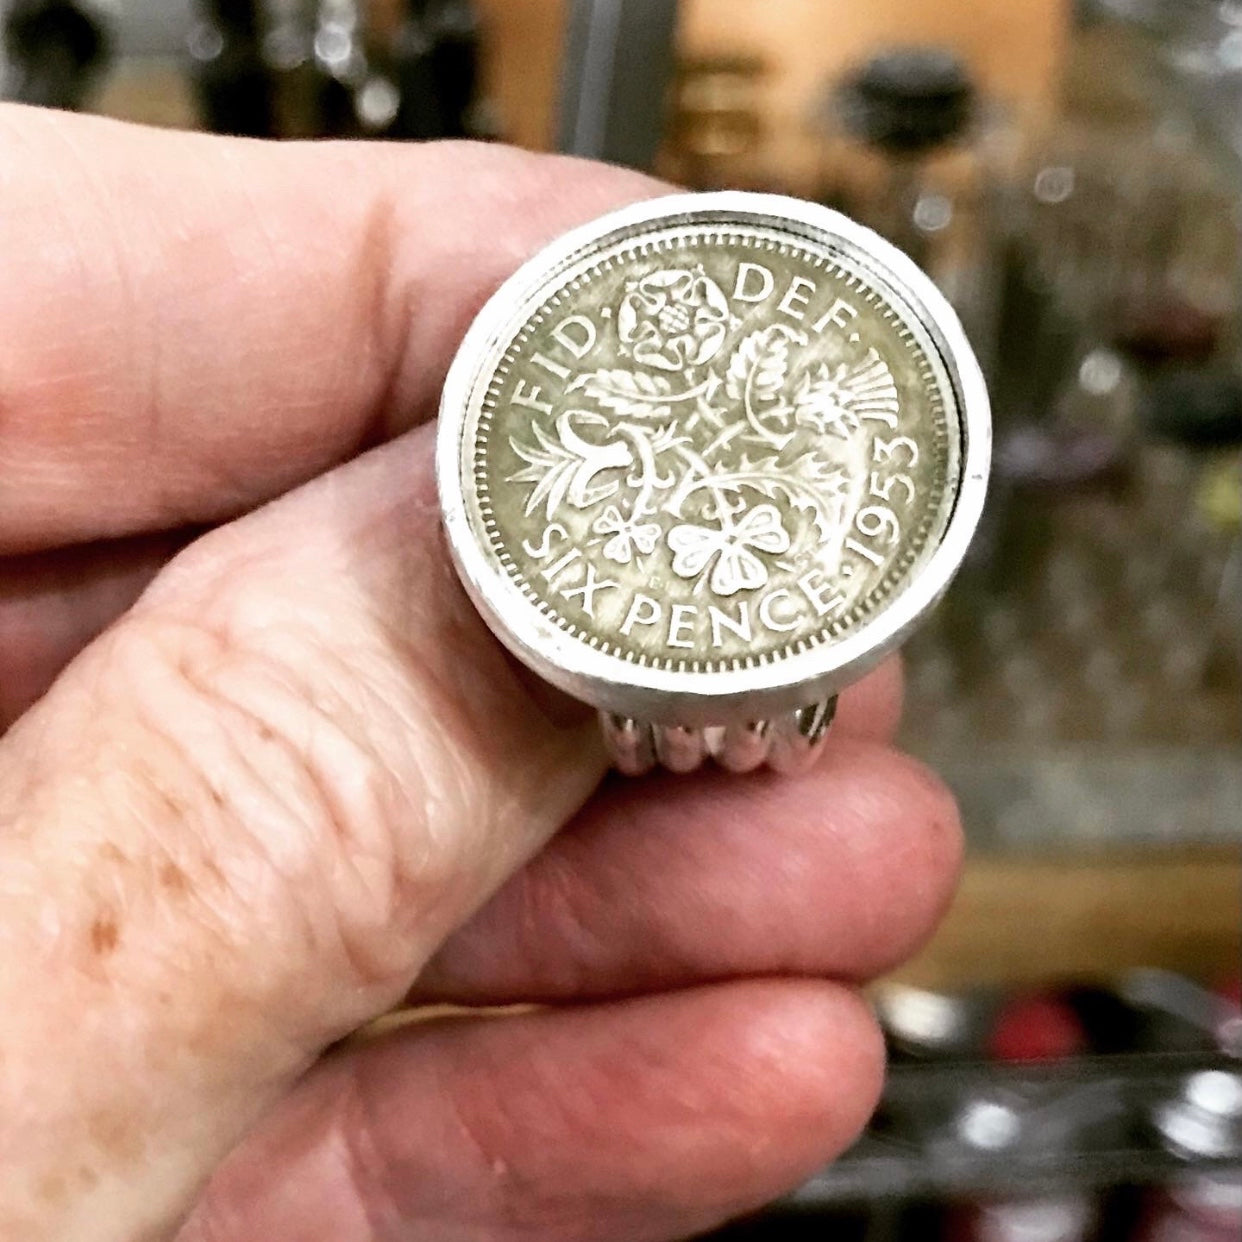 FID · DEF ·
SIX PENCE · 1953